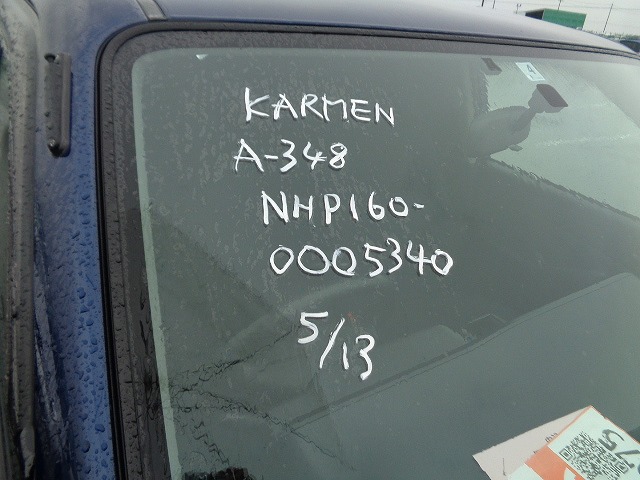 KARMEN
A-348
NHP160-
0005340
5/13